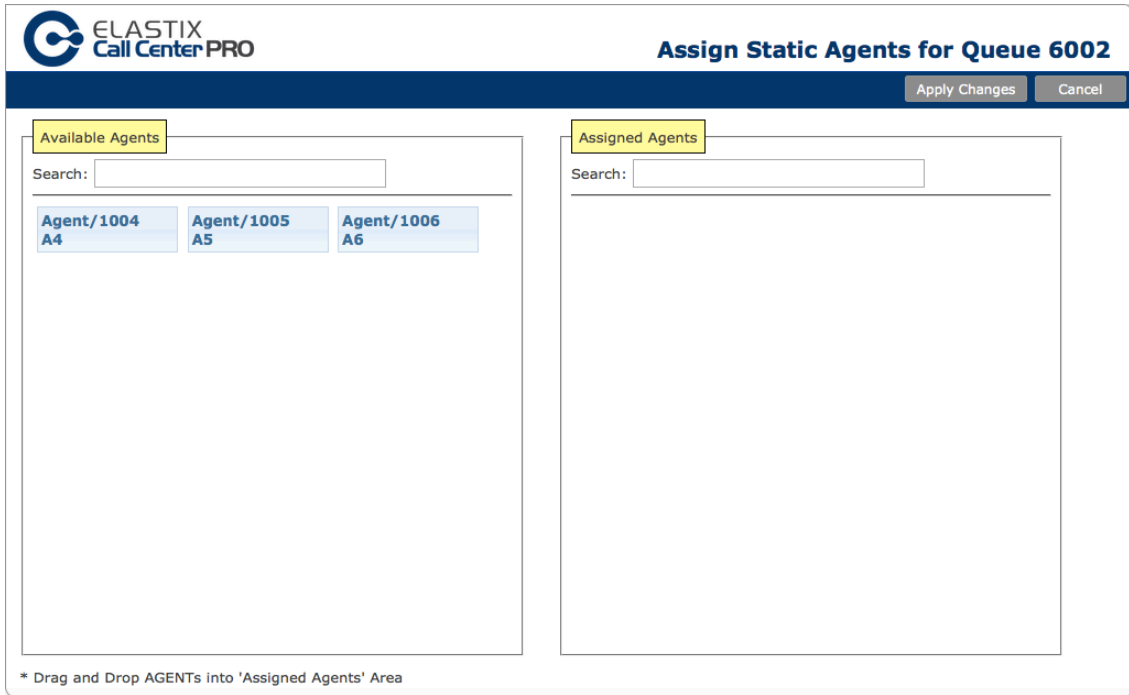 ELASTIX
Call Center PRO
Assign Static Agents for Queue 6002
Apply Changes
Cancel
Available Agents
Search:
Agent/1004
A4
Agent/1005
A5
Agent/1006
A6
Assigned Agents
Search:
* Drag and Drop AGENTs into 'Assigned Agents' Area